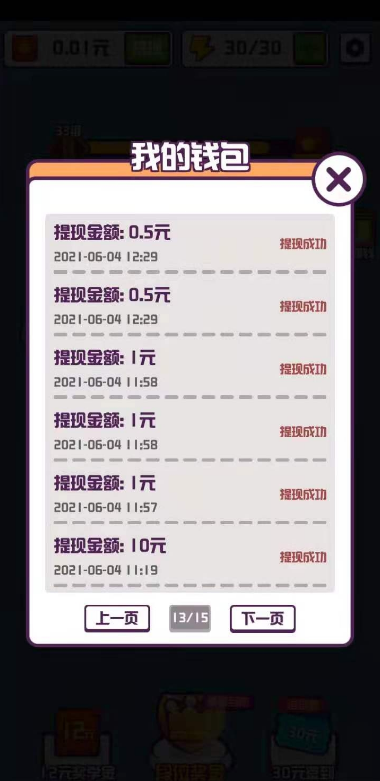 0.01元
30/30
33倍
我的钱包
提现金额: 0.5元
2021-06-04 12:29
提现成功
提现金额: 0.5元
2021-06-04 12:29
提现成功
提现金额: 1元
2021-06-04 11:58
提现成功
提现金额: 1元
2021-06-04 11:58
提现成功
提现金额: 1元
2021-06-04 11:57
提现成功
提现金额: 10元
2021-06-04 11:19
提现成功
上一页
13/15
下一页
12元
30元